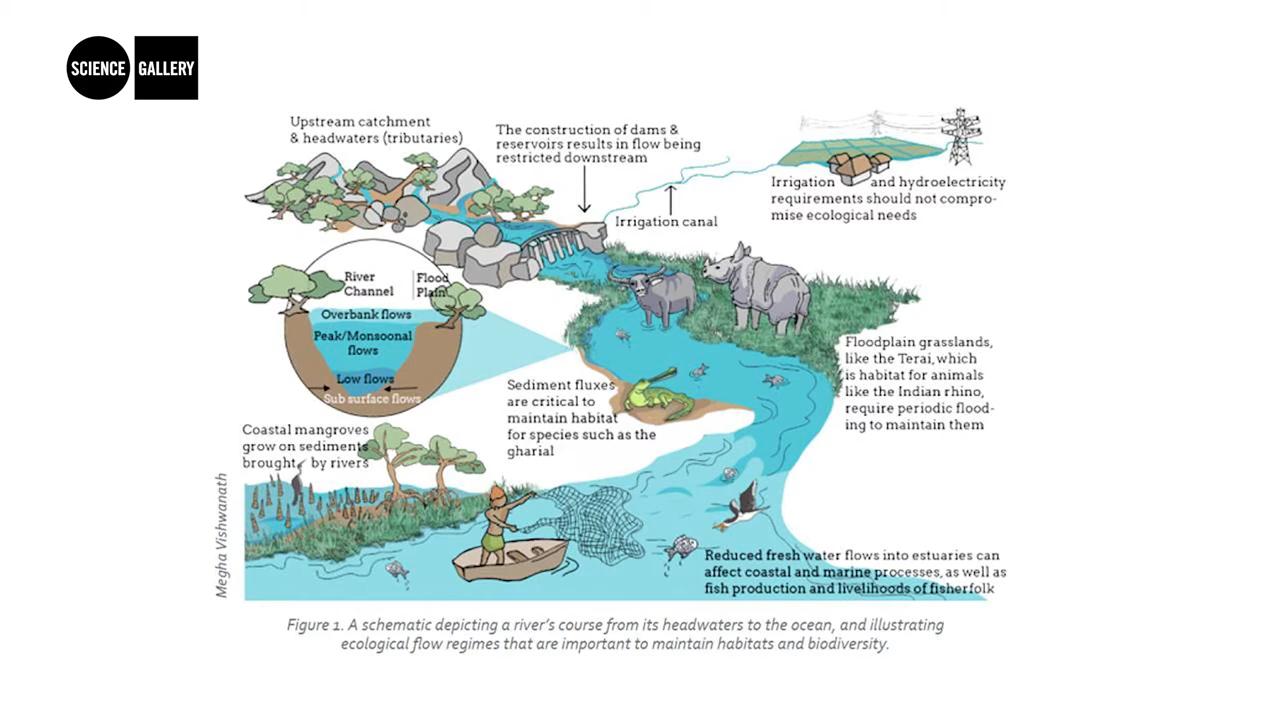 SCIENCE GALLERY
Upstream catchment
& headwaters (tributaries)
The construction of dams &
reservoirs results in flow being
restricted downstream
Irrigation canal
Irrigation and hydroelectricity
requirements should not compro-
mise ecological needs
River
Channel
Flood
Plain
Overbank flows
Peak/Monsoonal
flows
Low flows
Sub surface flows
Floodplain grasslands,
like the Terai, which
is habitat for animals
like the Indian rhino,
require periodic flood-
ing to maintain them
Sediment fluxes
are critical to
maintain habitat
for species such as the
gharial
Coastal mangroves
grow on sediments
brought by rivers
Megha Vishwanath
Reduced fresh water flows into estuaries can
affect coastal and marine processes, as well as
fish production and livelihoods of fisherfolk
Figure 1. A schematic depicting a river's course from its headwaters to the ocean, and illustrating
ecological flow regimes that are important to maintain habitats and biodiversity.